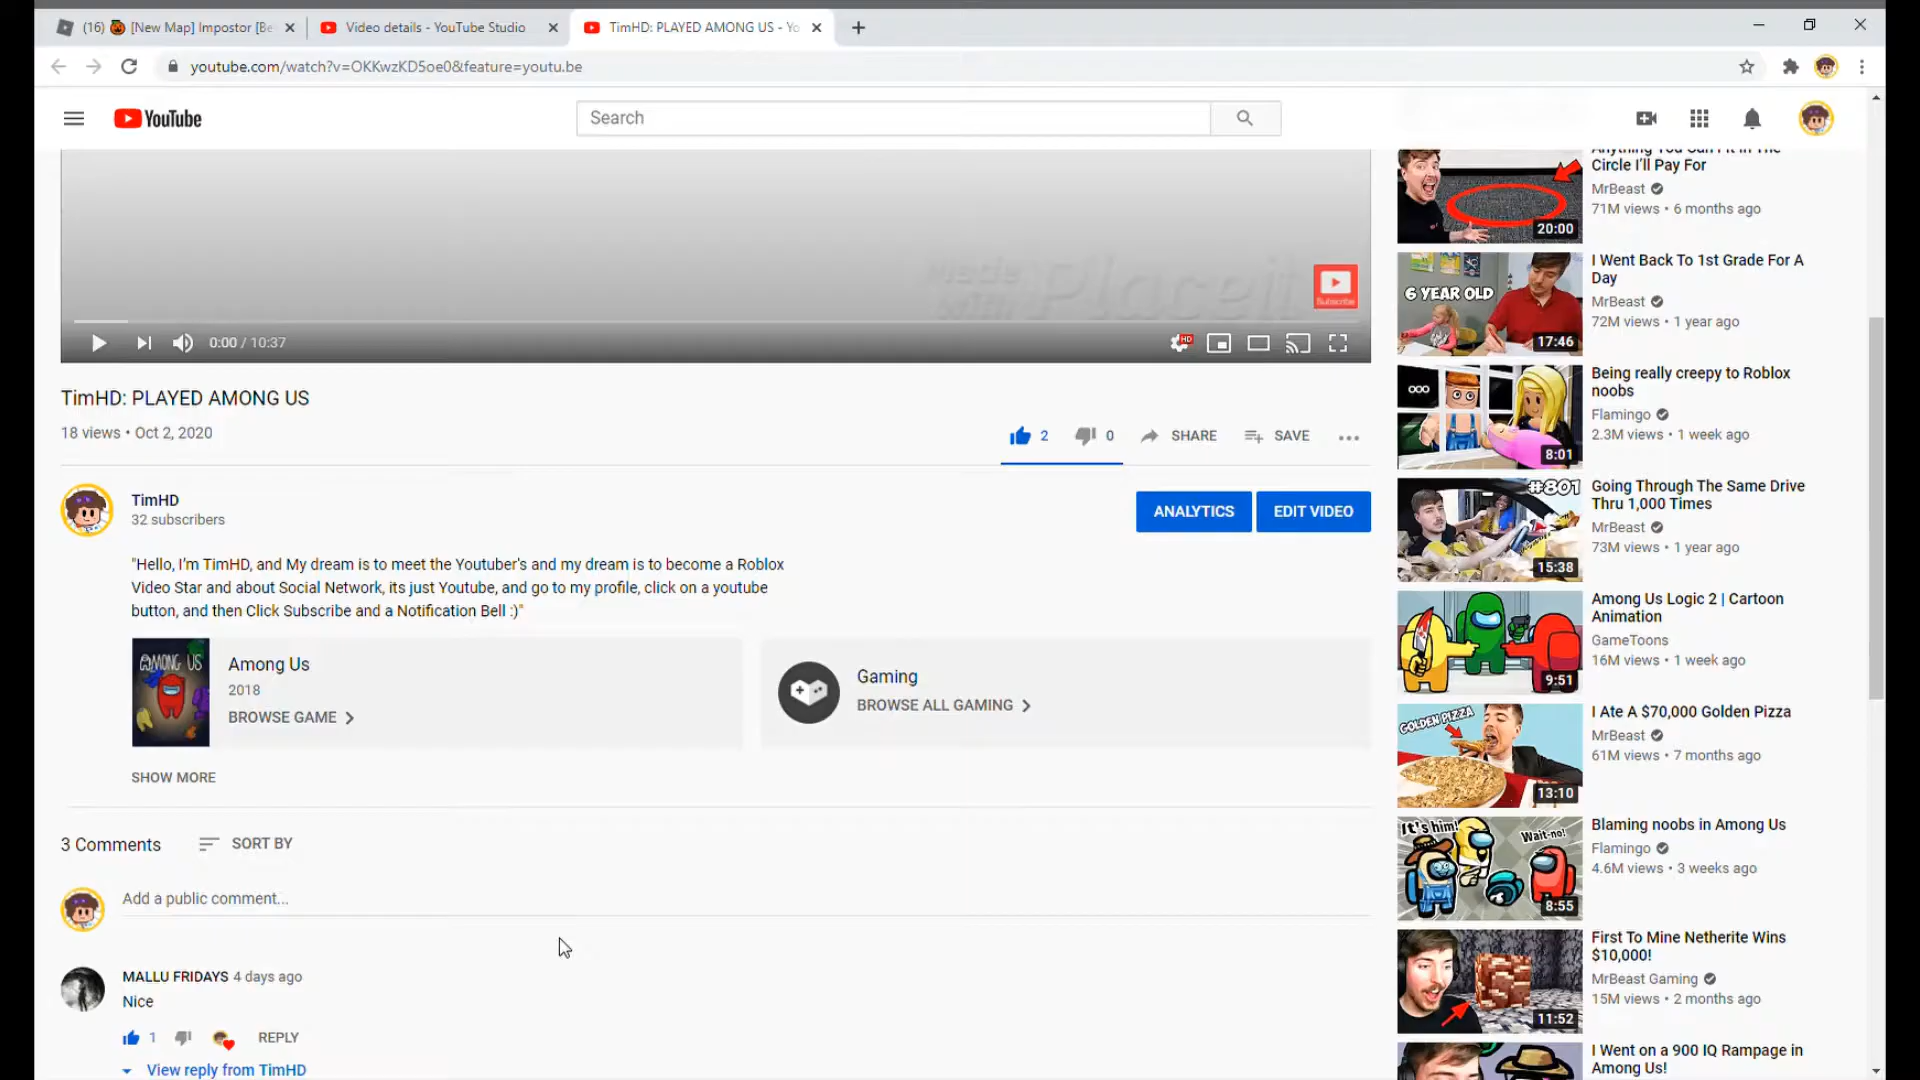 (16) 🎃 [New Map] Impostor [Be
Video details - YouTube Studio
TimHD: PLAYED AMONG US - Yo
youtube.com/watch?v=OKKwzKD5oe0&feature=youtu.be
YouTube
Search
Made with Placeit
Subscribe
0:00 / 10:37
HD
TimHD: PLAYED AMONG US
18 views • Oct 2, 2020
2
0
SHARE
SAVE
TimHD
32 subscribers
ANALYTICS
EDIT VIDEO
"Hello, I'm TimHD, and My dream is to meet the Youtuber's and my dream is to become a Roblox
Video Star and about Social Network, its just Youtube, and go to my profile, click on a youtube
button, and then Click Subscribe and a Notification Bell :)"
AMONG US
Among Us
2018
BROWSE GAME
Gaming
BROWSE ALL GAMING
SHOW MORE
3 Comments
SORT BY
Add a public comment...
MALLU FRIDAYS 4 days ago
Nice
1
REPLY
View reply from TimHD
Anything You Can Fit In The
Circle I'll Pay For
MrBeast
71M views • 6 months ago
20:00
I Went Back To 1st Grade For A
Day
MrBeast
72M views • 1 year ago
6 YEAR OLD
17:46
Being really creepy to Roblox
noobs
Flamingo
2.3M views • 1 week ago
8:01
Going Through The Same Drive
Thru 1,000 Times
MrBeast
73M views • 1 year ago
#801
15:38
Among Us Logic 2 | Cartoon
Animation
GameToons
16M views • 1 week ago
9:51
I Ate A $70,000 Golden Pizza
MrBeast
61M views • 7 months ago
GOLDEN PIZZA
13:10
Blaming noobs in Among Us
Flamingo
4.6M views • 3 weeks ago
It's him!
Wait-no!
8:55
First To Mine Netherite Wins
$10,000!
MrBeast Gaming
15M views • 2 months ago
11:52
I Went on a 900 IQ Rampage in
Among Us!